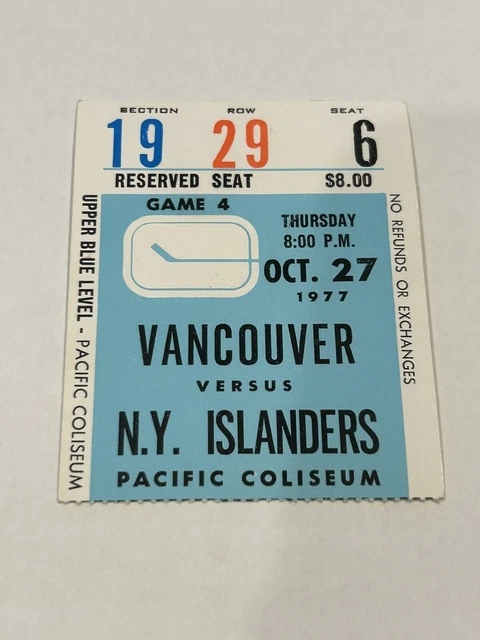 SECTION ROW SEAT
19 29 6
RESERVED SEAT $8.00
GAME 4
THURSDAY
8:00 P.M.
OCT. 27
1977
VANCOUVER
VERSUS
N.Y. ISLANDERS
PACIFIC COLISEUM
UPPER BLUE LEVEL - PACIFIC COLISEUM
NO REFUNDS OR EXCHANGES